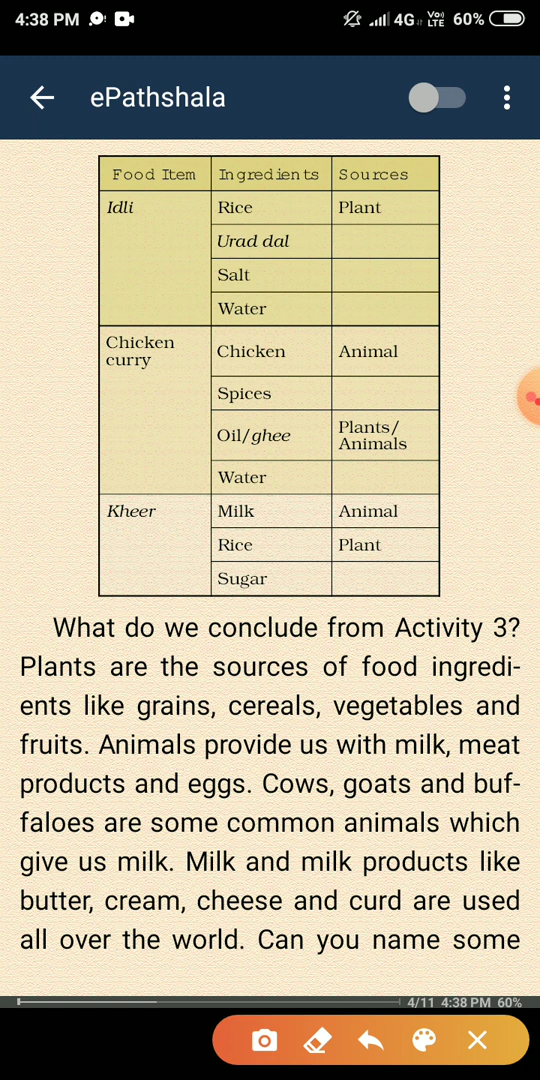 4:38 PM 4G Vo) LTE 60%
ePathshala
Food Item Ingredients Sources
Idli Rice Plant
Urad dal
Salt
Water
Chicken curry Chicken Animal
Spices
Oil/ghee Plants/ Animals
Water
Kheer Milk Animal
Rice Plant
Sugar
What do we conclude from Activity 3?
Plants are the sources of food ingredi-
ents like grains, cereals, vegetables and
fruits. Animals provide us with milk, meat
products and eggs. Cows, goats and buf-
faloes are some common animals which
give us milk. Milk and milk products like
butter, cream, cheese and curd are used
all over the world. Can you name some
4/11 4:38 PM 60%